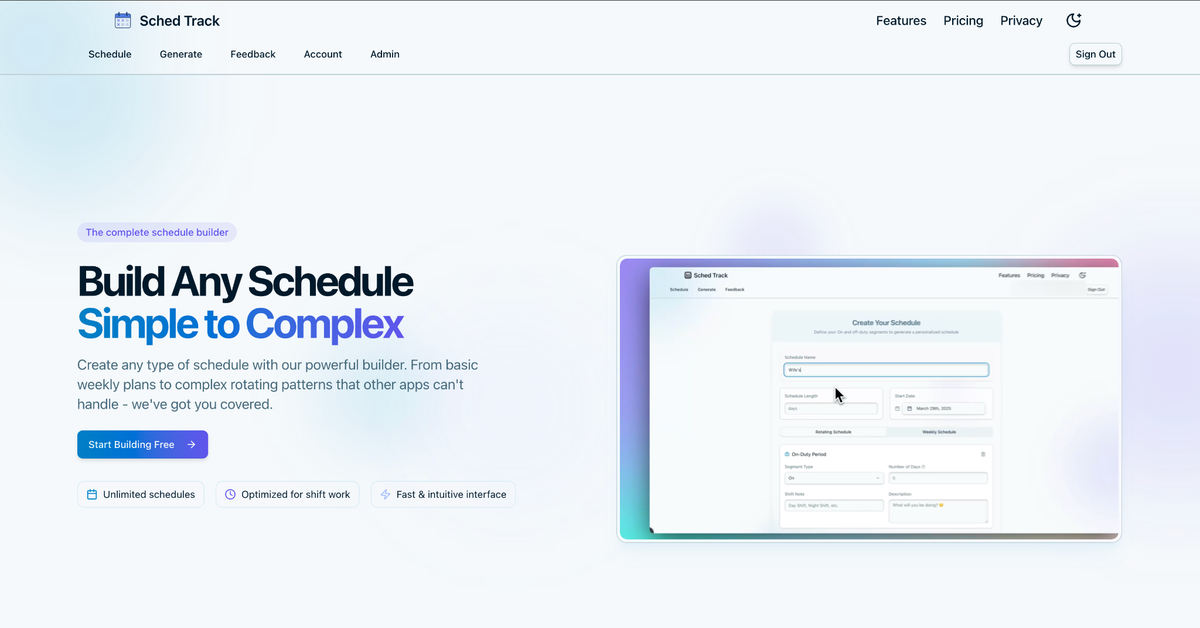 Sched Track
Features Pricing Privacy
Schedule Generate Feedback Account Admin
Sign Out
The complete schedule builder
Build Any Schedule
Simple to Complex
Create any type of schedule with our powerful builder. From basic
weekly plans to complex rotating patterns that other apps can't
handle - we've got you covered.
Start Building Free
Unlimited schedules
Optimized for shift work
Fast & intuitive interface
Sched Track
Features Pricing Privacy
Schedule Generate Feedback
Sign Out
Create Your Schedule
Define your On and off-duty segments to generate a personalized schedule
Schedule Name
Schedule Length
Start Date
days
March 29th, 2025
Rotating Schedule
Weekly Schedule
On-Duty Period
Segment Type
Number of Days
On
Shift Note
Description
Day Shift, Night Shift, etc.
What will you be doing?